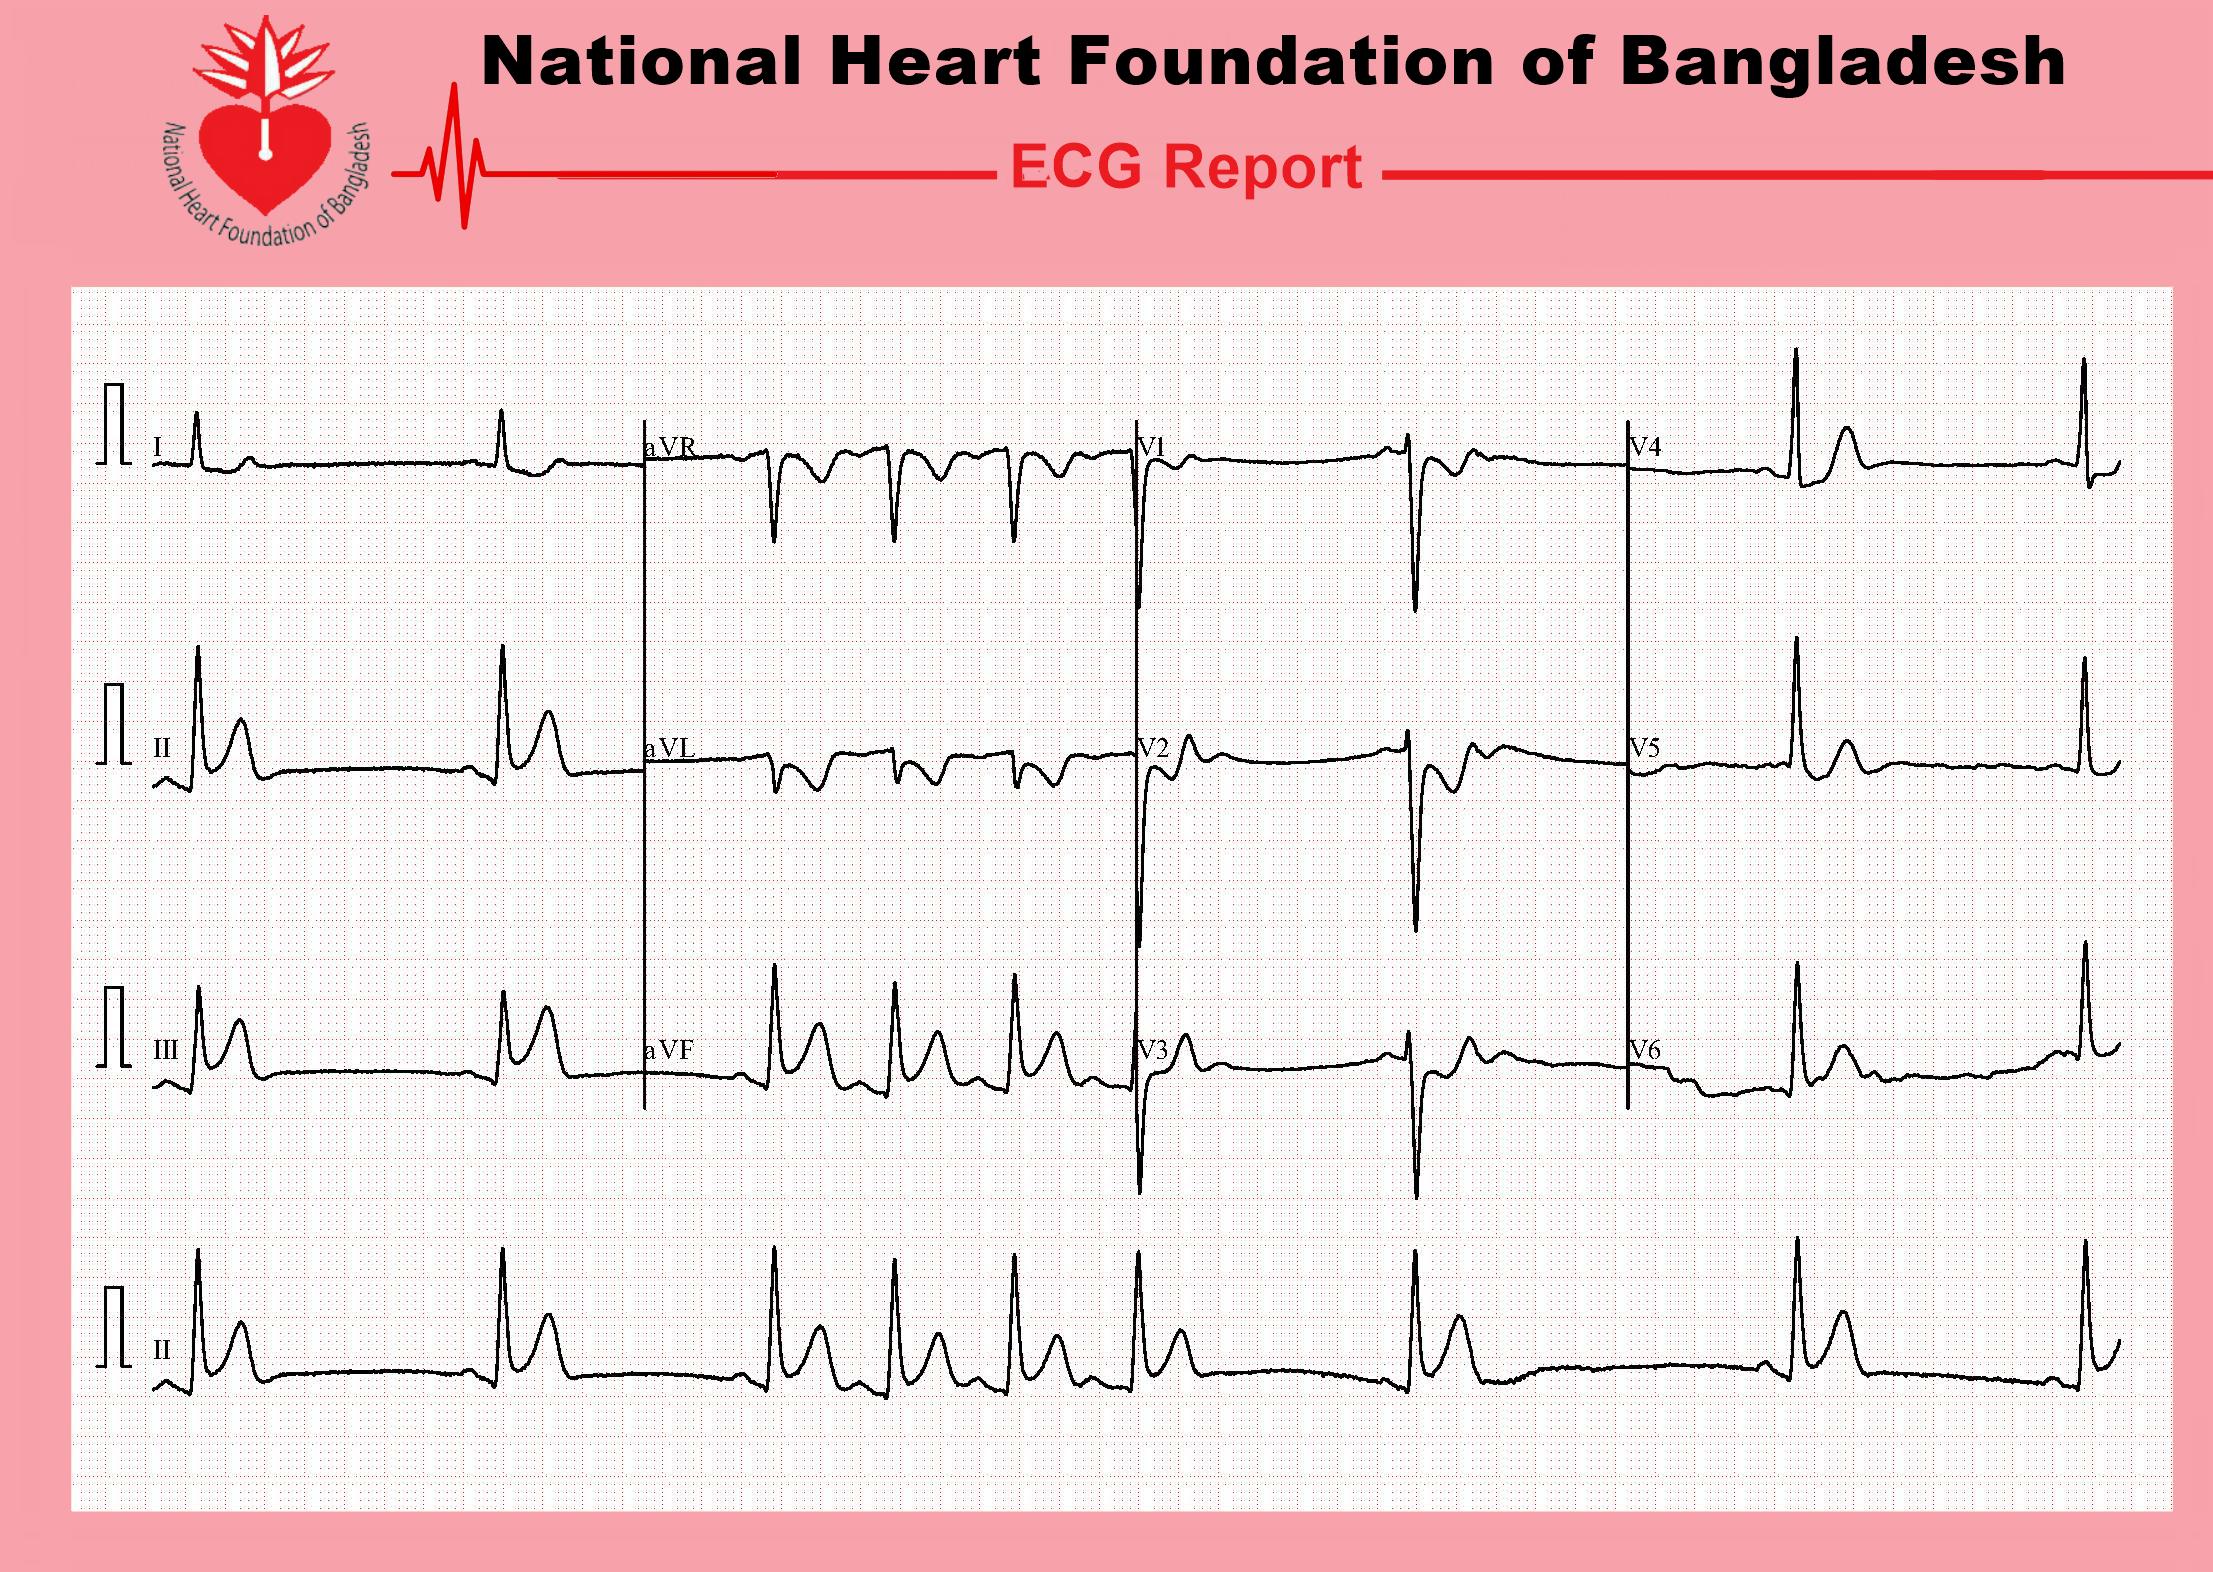 National Heart Foundation of Bangladesh
National Heart Foundation of Bangladesh
ECG Report
I aVR V1 V4
II aVL V2 V5
III aVF V3 V6
II